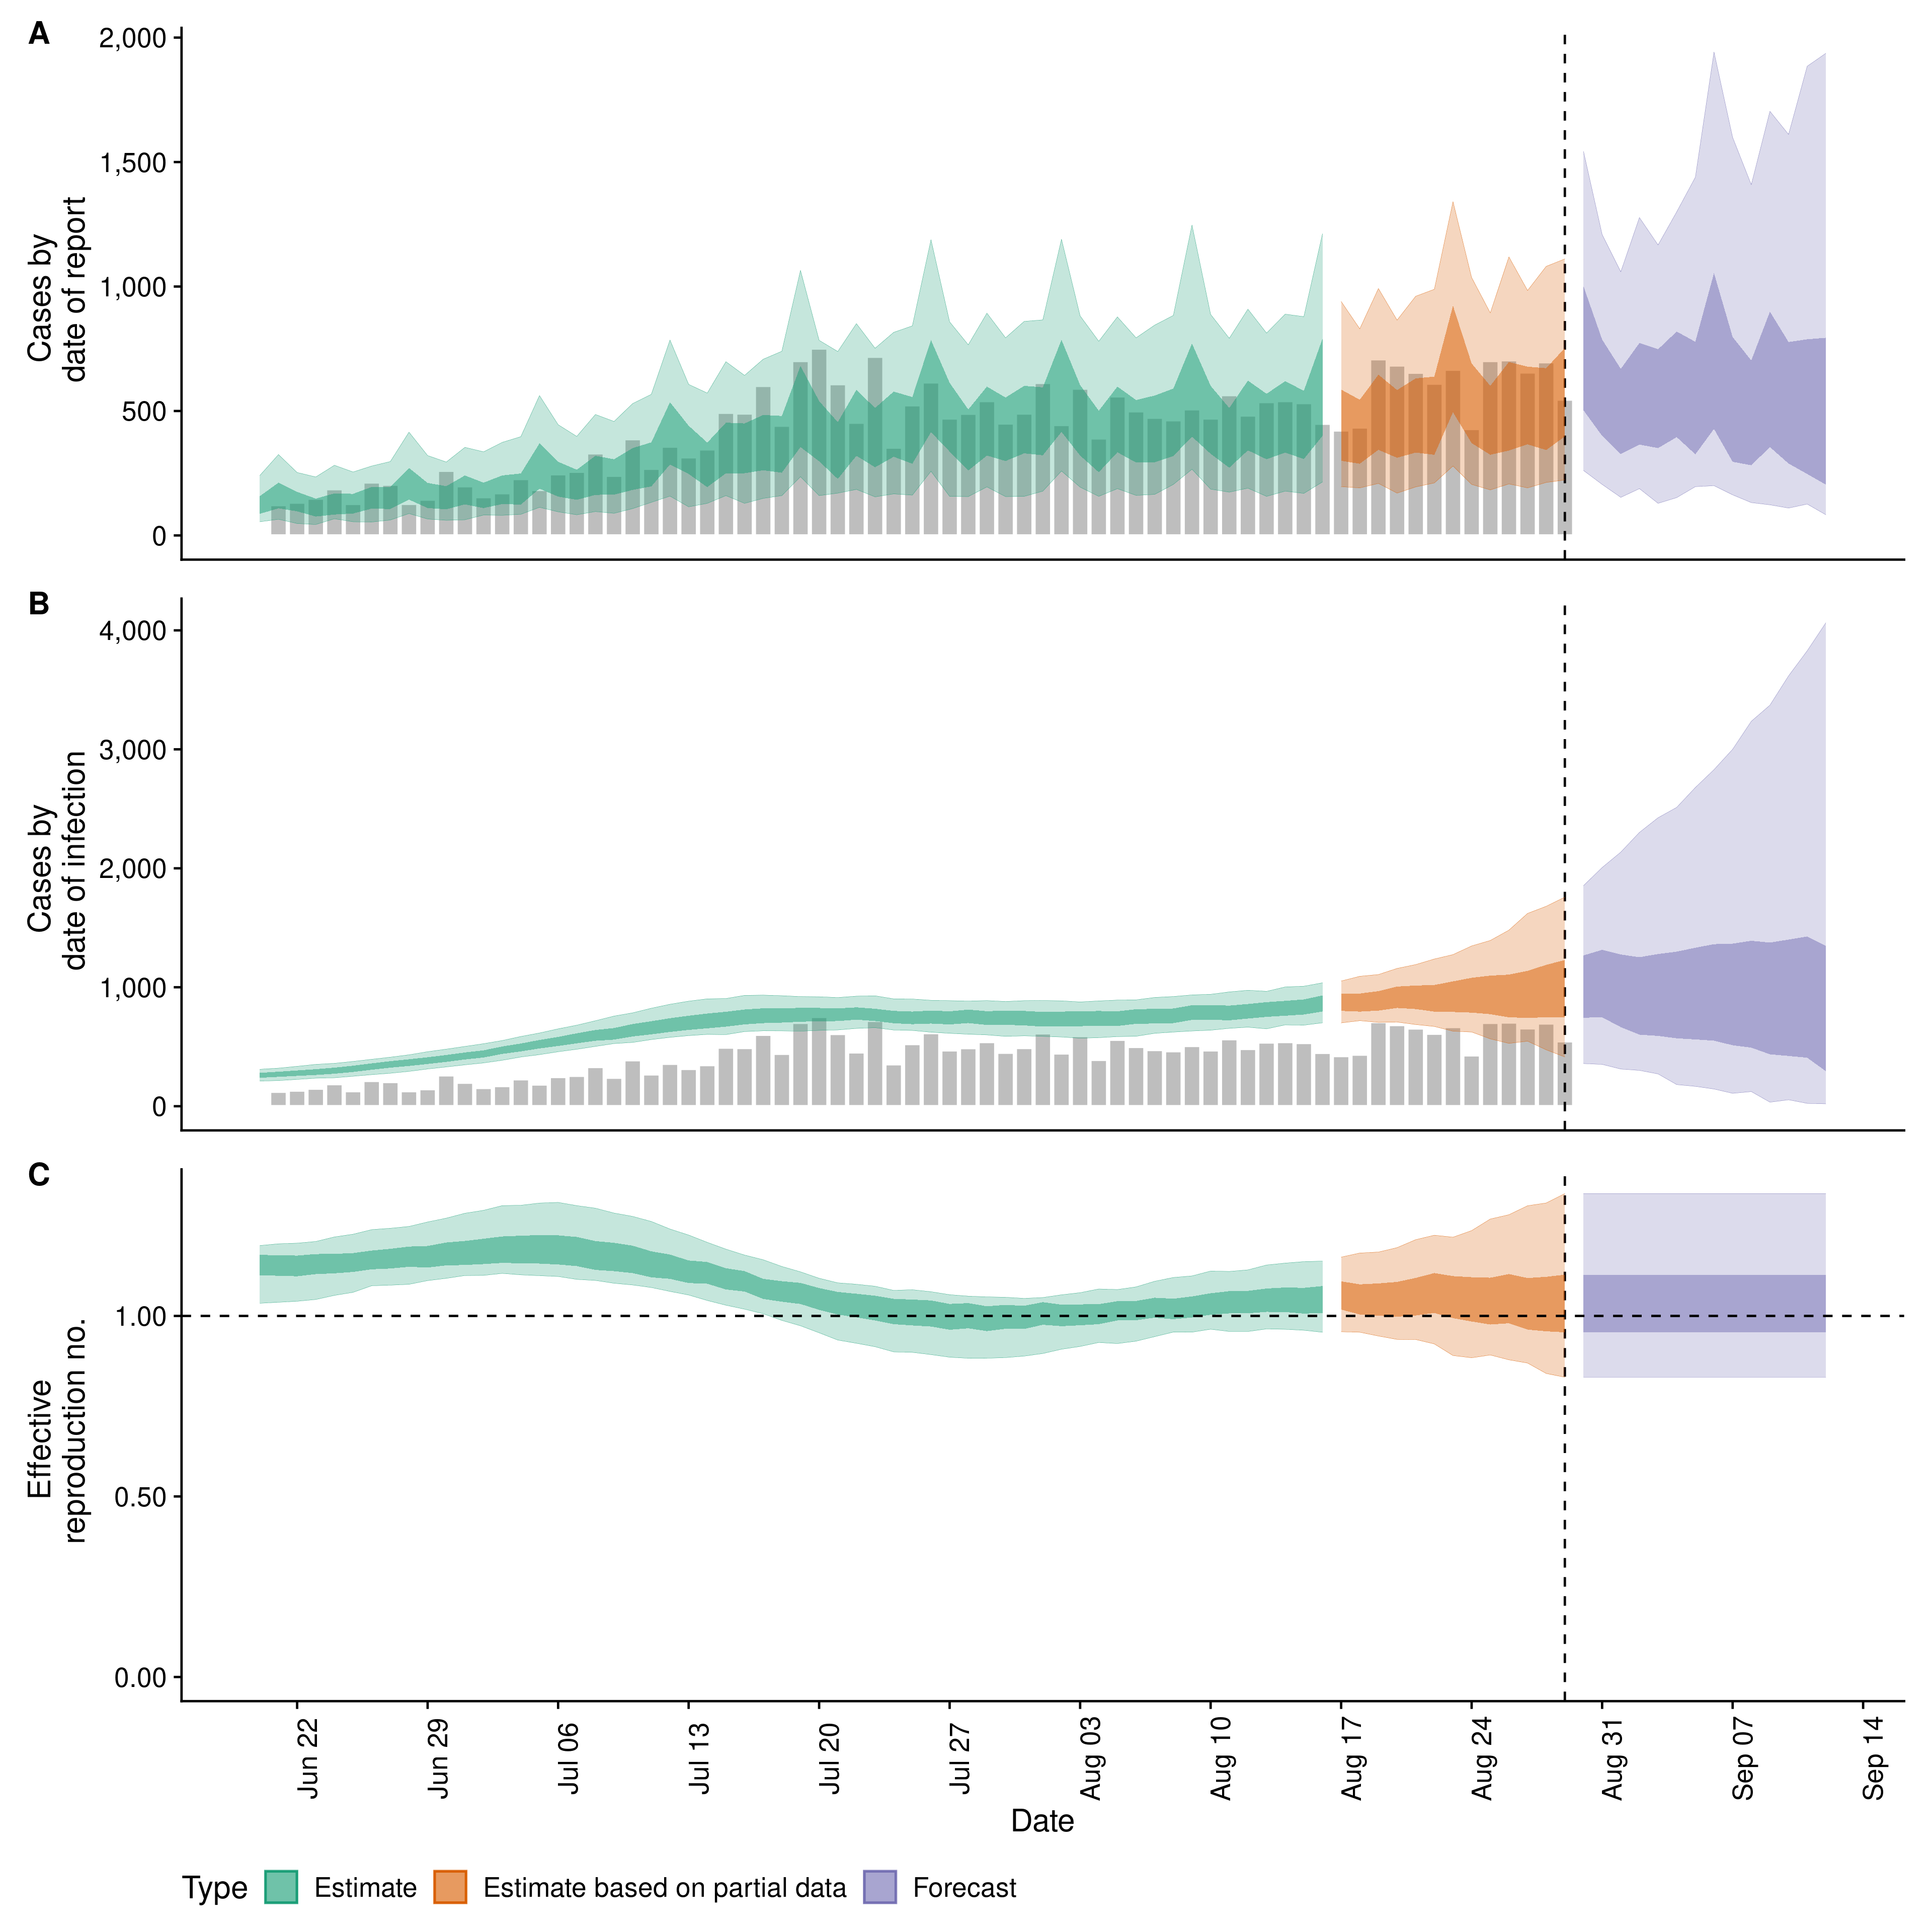 A
2,000
1,500
1,000
500
0
Cases by
date of report
B
4,000
3,000
2,000
1,000
0
Cases by
date of infection
C
1.00
0.50
0.00
Effective
reproduction no.
Jun 22
Jun 29
Jul 06
Jul 13
Jul 20
Jul 27
Aug 03
Aug 10
Aug 17
Aug 24
Aug 31
Sep 07
Sep 14
Date
Type Estimate Estimate based on partial data Forecast